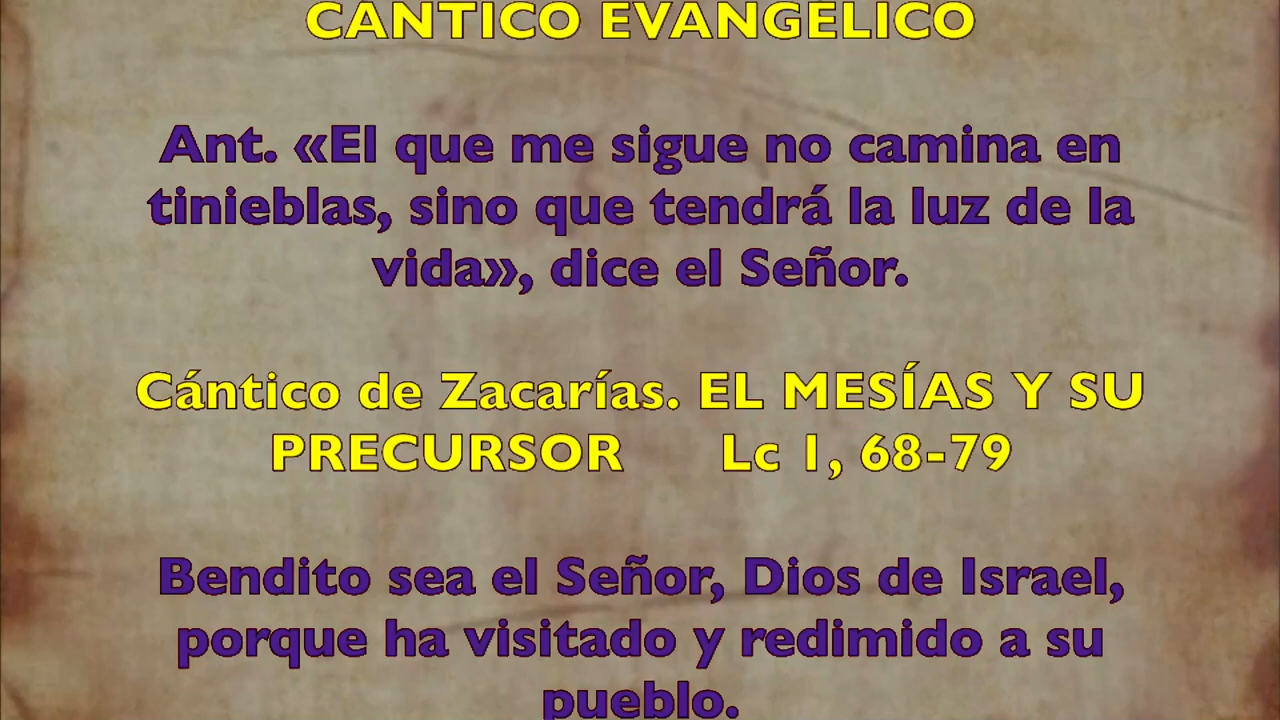 CÁNTICO EVANGÉLICO
Ant. «El que me sigue no camina en
tinieblas, sino que tendrá la luz de la
vida», dice el Señor.
Cántico de Zacarías. EL MESÍAS Y SU
PRECURSOR Lc 1, 68-79
Bendito sea el Señor, Dios de Israel,
porque ha visitado y redimido a su
pueblo.